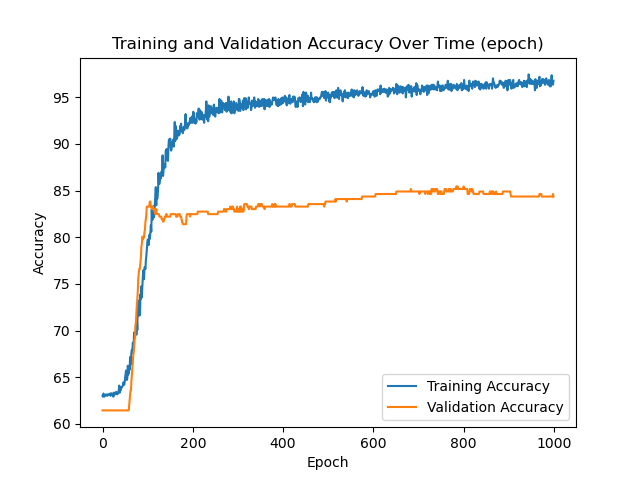 Training and Validation Accuracy Over Time (epoch)
95
90
85
80
75
70
65
60
Accuracy
0 200 400 600 800 1000
Epoch
Training Accuracy
Validation Accuracy